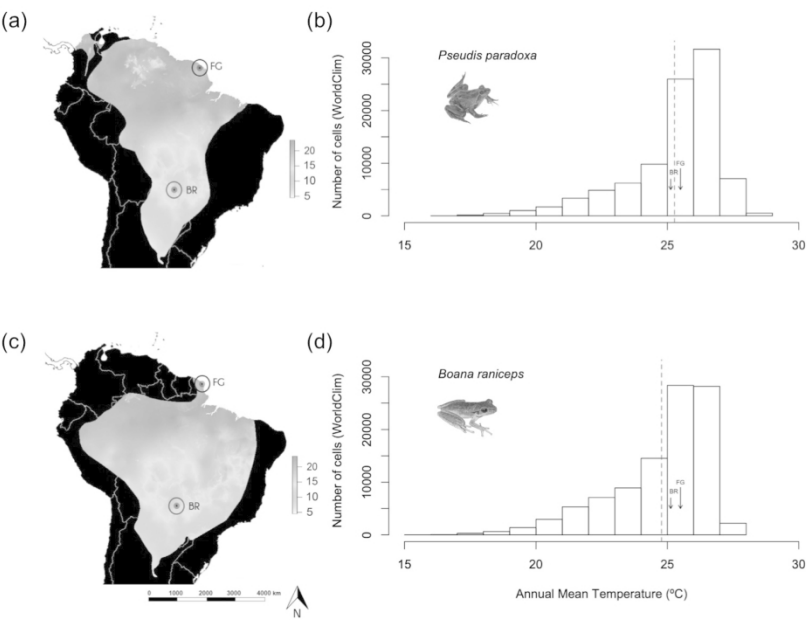 (a)
FG
BR
20
15
10
5
(b)
Pseudis paradoxa
Number of cells (WorldClim)
30000
20000
10000
0
BR
FG
15
20
25
30
(c)
FG
BR
20
15
10
5
0 1000 2000 3000 4000 km
N
(d)
Boana raniceps
Number of cells (WorldClim)
30000
20000
10000
0
BR
FG
15
20
25
30
Annual Mean Temperature (ºC)